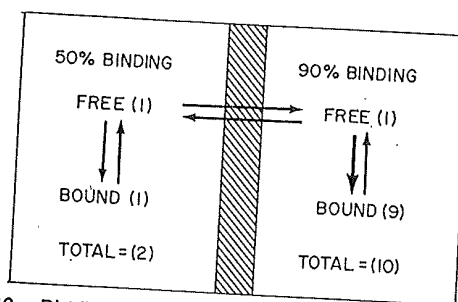 50% BINDING
FREE (1)
BOUND (1)
TOTAL = (2)
90% BINDING
FREE (1)
BOUND (9)
TOTAL = (10)